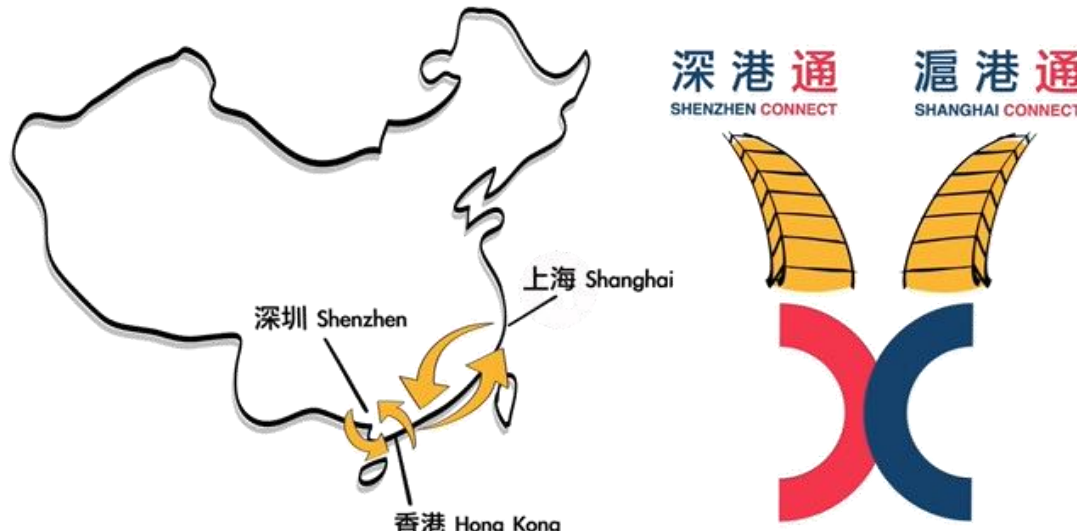 深港通
SHENZHEN CONNECT
滬港通
SHANGHAI CONNECT
上海 Shanghai
深圳 Shenzhen
香港 Hong Kong